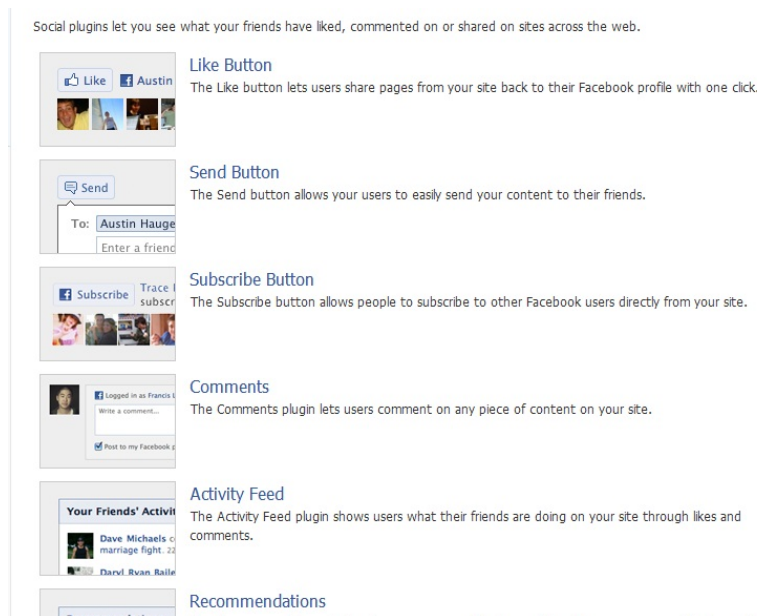 Social plugins let you see what your friends have liked, commented on or shared on sites across the web.
Like Austin
Like Button
The Like button lets users share pages from your site back to their Facebook profile with one click.
Send
To: Austin Hauge
Enter a friend
Send Button
The Send button allows your users to easily send your content to their friends.
Subscribe Trace
subscr
Subscribe Button
The Subscribe button allows people to subscribe to other Facebook users directly from your site.
Logged in as Francis L
Write a comment...
Post to my Facebook p
Comments
The Comments plugin lets users comment on any piece of content on your site.
Your Friends' Activit
Dave Michaels c
marriage fight. 22
Daryl Ryan Baile
Activity Feed
The Activity Feed plugin shows users what their friends are doing on your site through likes and
comments.
Recommendations